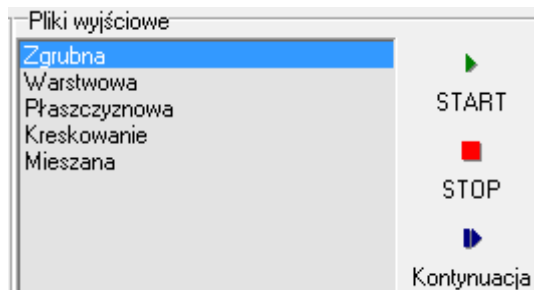 Pliki wyjściowe
Zgrubna
Warstwowa
Płaszczyznowa
Kreskowanie
Mieszana
START
STOP
Kontynuacja